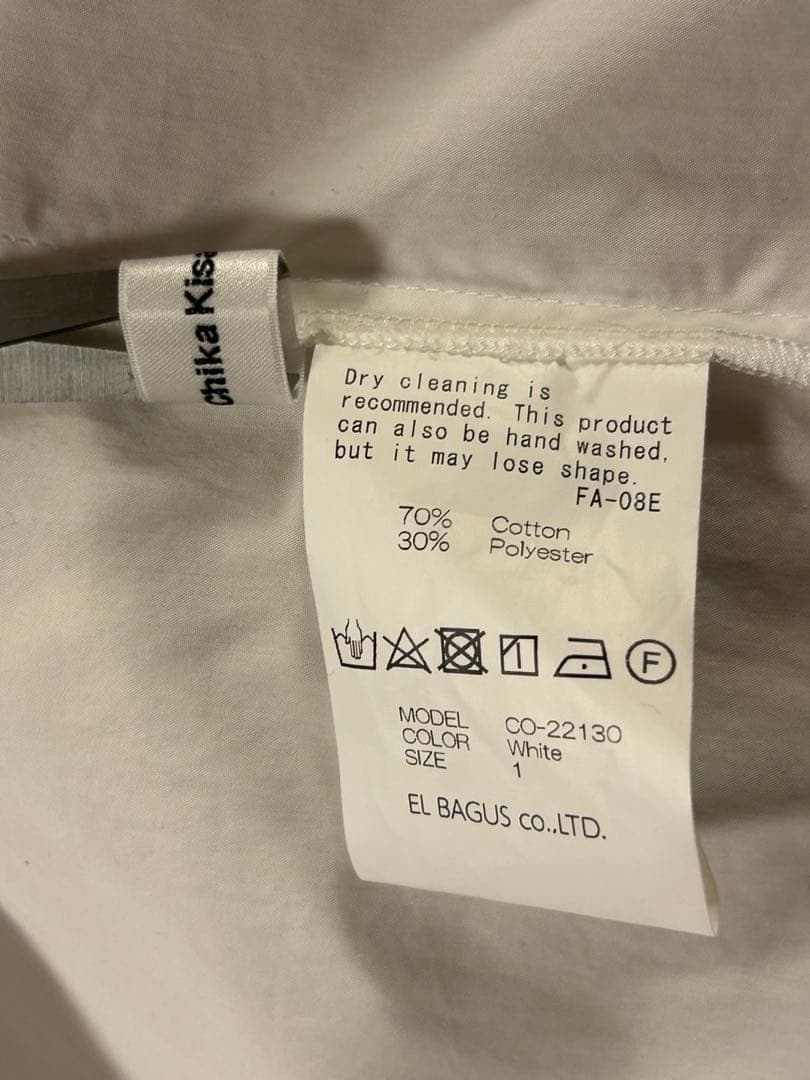 chika Kisa
Dry cleaning is
recommended. This product
can also be hand washed,
but it may lose shape.
FA-08E
70% Cotton
30% Polyester
F
MODEL CO-22130
COLOR White
SIZE 1
EL BAGUS CO.,LTD.